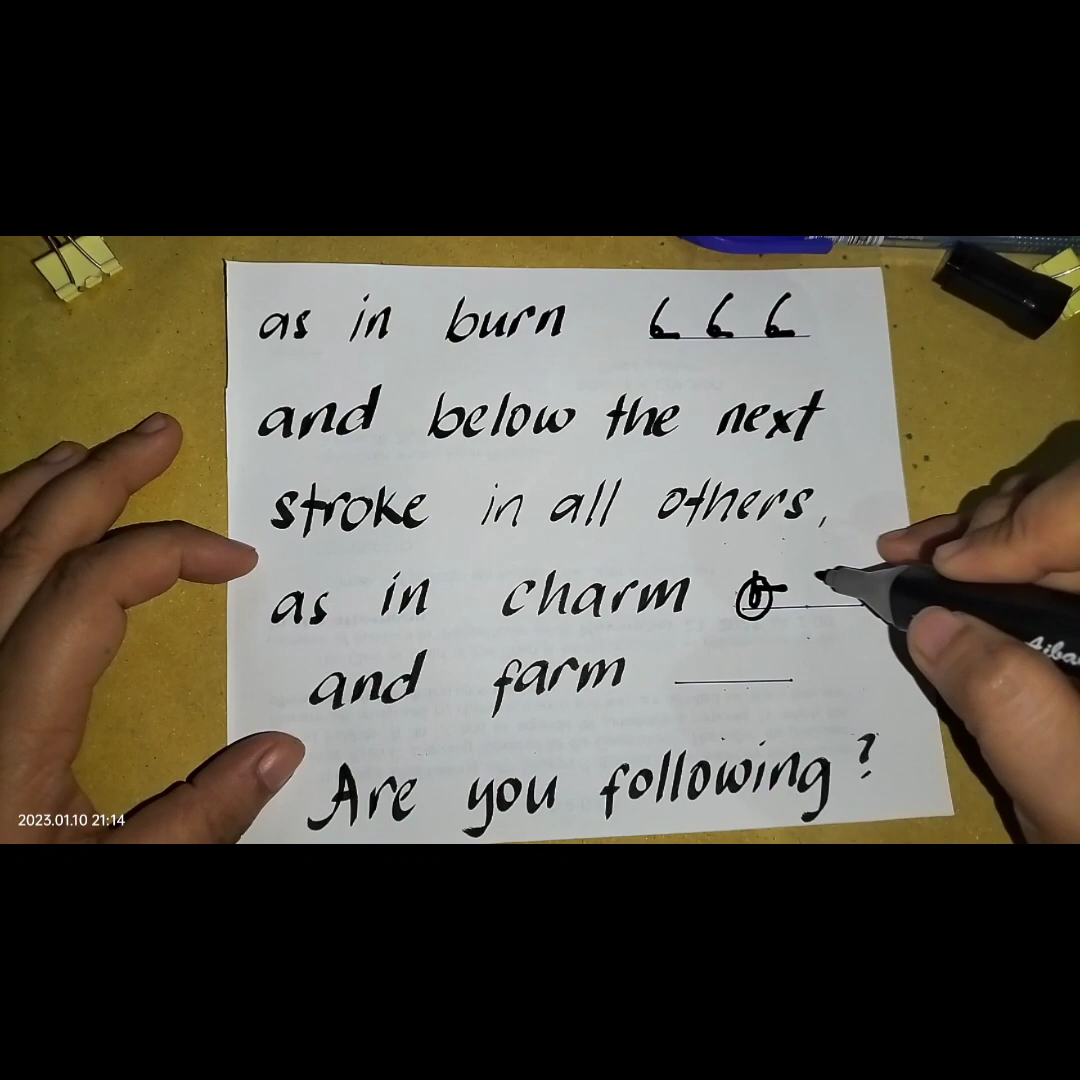 as in burn
and below the next
stroke in all others,
as in charm
and farm
Are you following?
2023.01.10 21:14